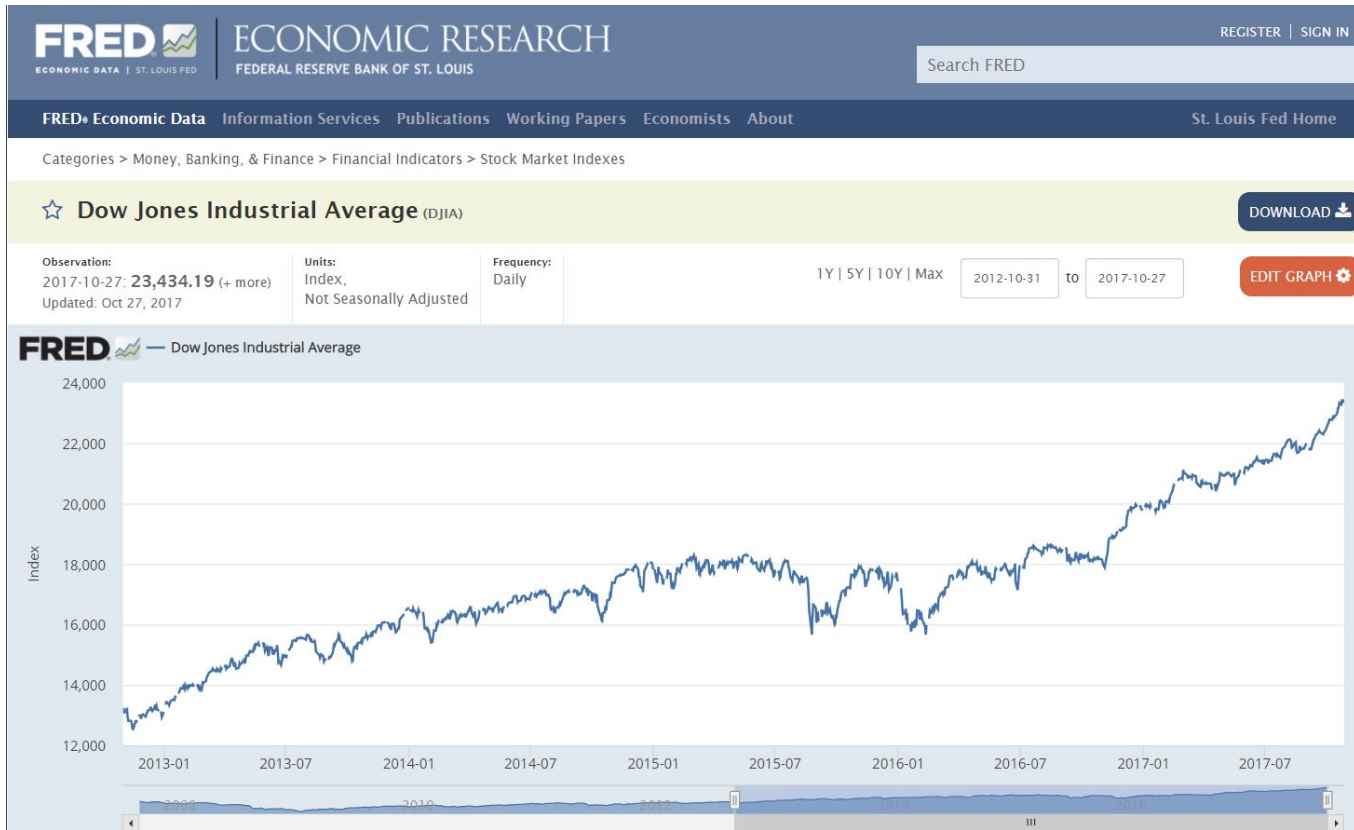 FRED
ECONOMIC DATA | ST. LOUIS FED
ECONOMIC RESEARCH
FEDERAL RESERVE BANK OF ST. LOUIS
REGISTER | SIGN IN
Search FRED
FRED® Economic Data Information Services Publications Working Papers Economists About St. Louis Fed Home
Categories > Money, Banking, & Finance > Financial Indicators > Stock Market Indexes
Dow Jones Industrial Average (DJIA)
DOWNLOAD
Observation:
2017-10-27: 23,434.19 (+ more)
Updated: Oct 27, 2017
Units:
Index,
Not Seasonally Adjusted
Frequency:
Daily
1Y | 5Y | 10Y | Max
2012-10-31 to 2017-10-27
EDIT GRAPH
FRED
Dow Jones Industrial Average
24,000
22,000
20,000
18,000
16,000
14,000
12,000
Index
2013-01 2013-07 2014-01 2014-07 2015-01 2015-07 2016-01 2016-07 2017-01 2017-07
2008 2010 2012 2014 2016